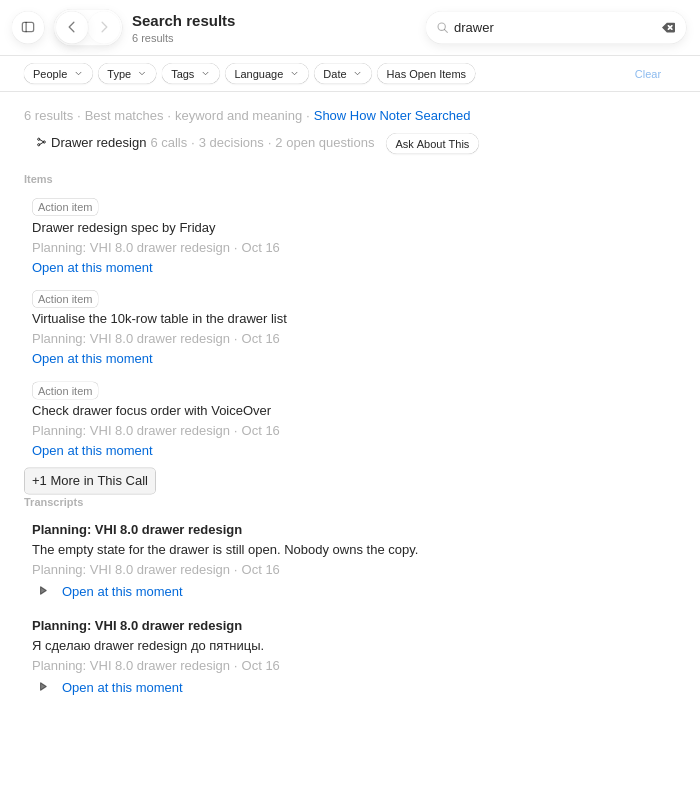 Search results
6 results
drawer
People
Type
Tags
Language
Date
Has Open Items
Clear
6 results · Best matches · keyword and meaning · Show How Noter Searched
Drawer redesign 6 calls · 3 decisions · 2 open questions
Ask About This
Items
Action item
Drawer redesign spec by Friday
Planning: VHI 8.0 drawer redesign · Oct 16
Open at this moment
Action item
Virtualise the 10k-row table in the drawer list
Planning: VHI 8.0 drawer redesign · Oct 16
Open at this moment
Action item
Check drawer focus order with VoiceOver
Planning: VHI 8.0 drawer redesign · Oct 16
Open at this moment
+1 More in This Call
Transcripts
Planning: VHI 8.0 drawer redesign
The empty state for the drawer is still open. Nobody owns the copy.
Planning: VHI 8.0 drawer redesign · Oct 16
Open at this moment
Planning: VHI 8.0 drawer redesign
Я сделаю drawer redesign до пятницы.
Planning: VHI 8.0 drawer redesign · Oct 16
Open at this moment